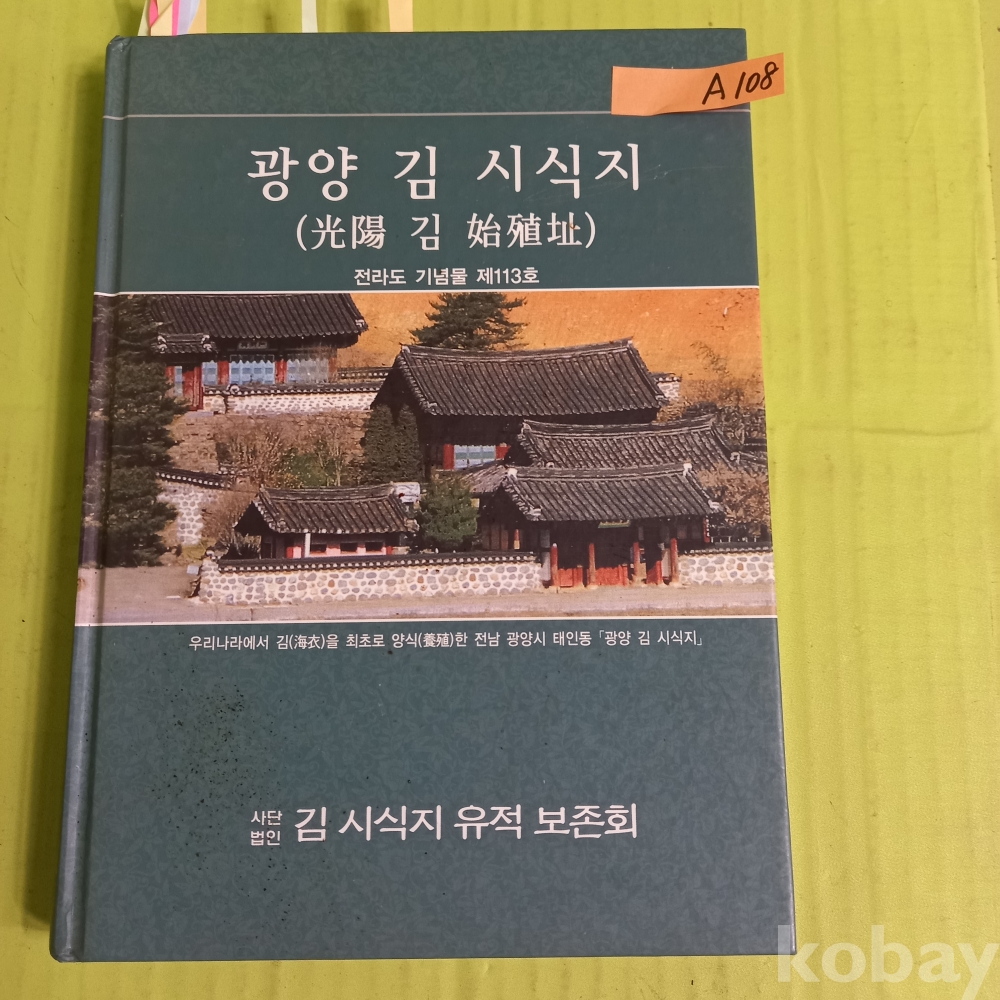 A108
광양 김 시식지
(光陽 김 始殖址)
전라도 기념물 제113호
우리나라에서 김(海衣)을 최초로 양식(養殖)한 전남 광양시 태인동 「광양 김 시식지」
사단
법인 김 시식지 유적 보존회
kobay